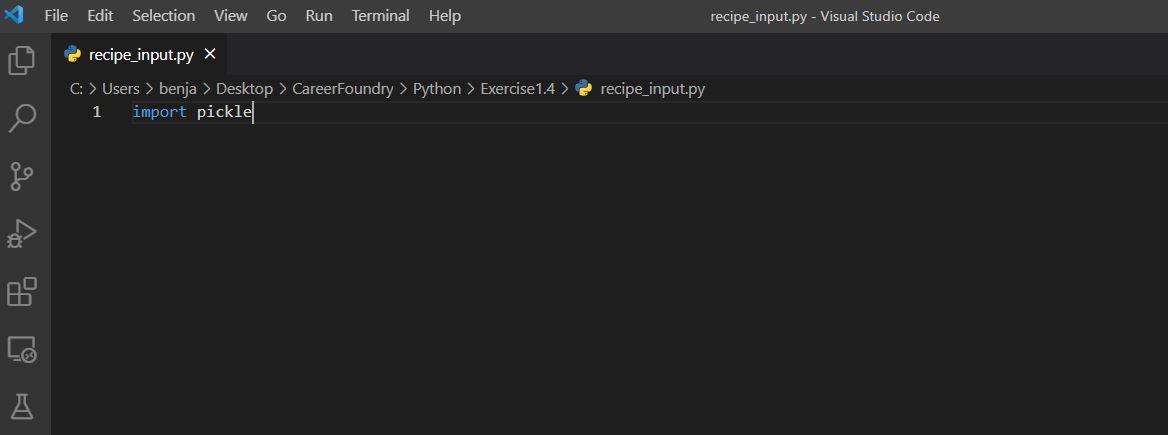 File Edit Selection View Go Run Terminal Help recipe_input.py - Visual Studio Code
recipe_input.py ×
C: > Users > benja > Desktop > CareerFoundry > Python > Exercise1.4 > recipe_input.py
1 import pickle